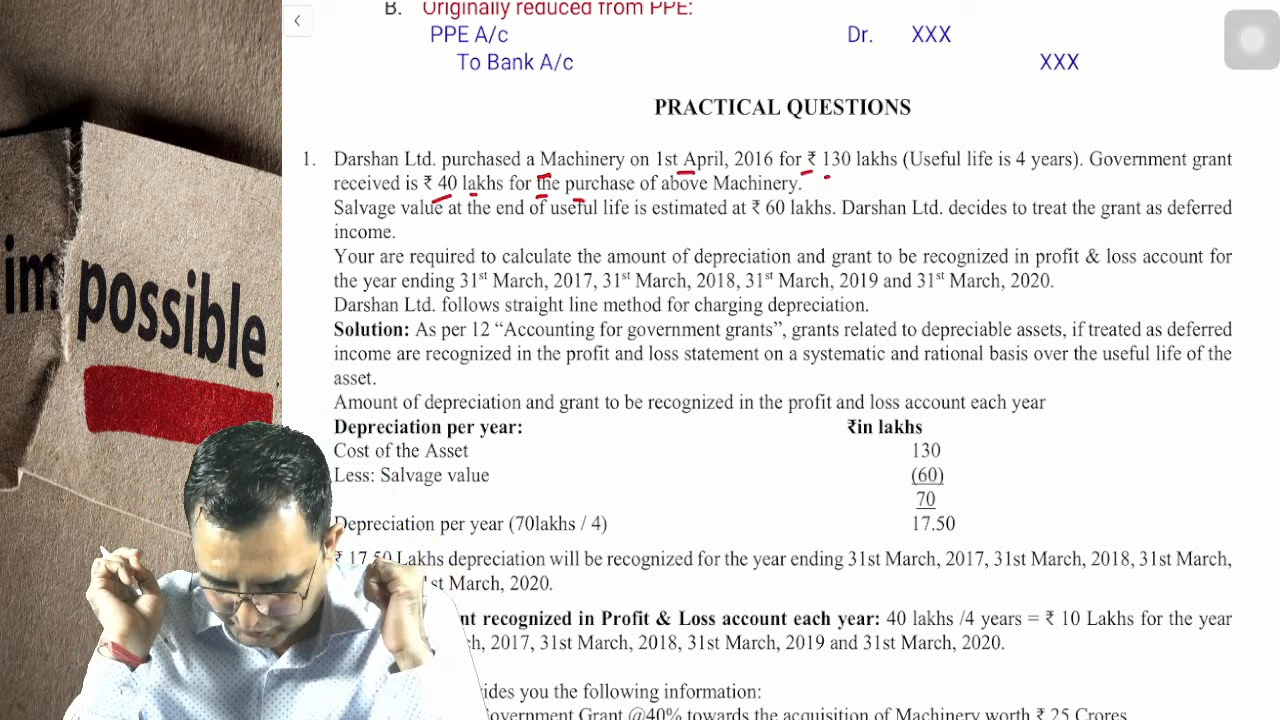 B. Originally reduced from PPE:
PPE A/c Dr. XXX
To Bank A/c XXX
PRACTICAL QUESTIONS
1. Darshan Ltd. purchased a Machinery on 1st April, 2016 for ₹ 130 lakhs (Useful life is 4 years). Government grant
received is ₹ 40 lakhs for the purchase of above Machinery.
Salvage value at the end of useful life is estimated at ₹ 60 lakhs. Darshan Ltd. decides to treat the grant as deferred
income.
Your are required to calculate the amount of depreciation and grant to be recognized in profit & loss account for
the year ending 31st March, 2017, 31st March, 2018, 31st March, 2019 and 31st March, 2020.
Darshan Ltd. follows straight line method for charging depreciation.
Solution: As per 12 “Accounting for government grants”, grants related to depreciable assets, if treated as deferred
income are recognized in the profit and loss statement on a systematic and rational basis over the useful life of the
asset.
Amount of depreciation and grant to be recognized in the profit and loss account each year
Depreciation per year: ₹in lakhs
Cost of the Asset 130
Less: Salvage value (60)
70
Depreciation per year (70lakhs / 4) 17.50
₹ 17.50 Lakhs depreciation will be recognized for the year ending 31st March, 2017, 31st March, 2018, 31st March,
March, 2020.
recognized in Profit & Loss account each year: 40 lakhs /4 years = ₹ 10 Lakhs for the year
2017, 31st March, 2018, 31st March, 2019 and 31st March, 2020.
you the following information:
Grant @40% towards the acquisition of Machinery worth ₹ 25 Crores
im possible